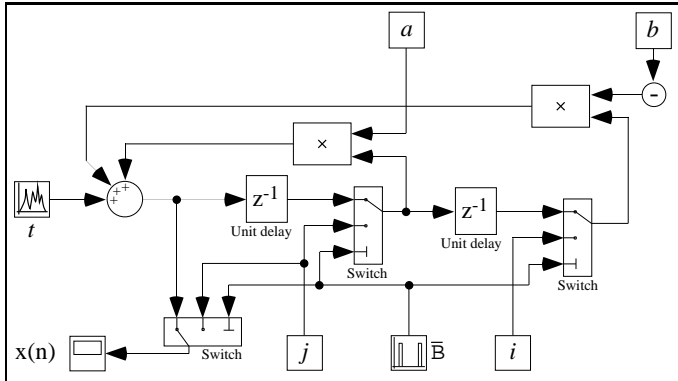 a
b
-
×
×
+
+
+
t
z-1
Unit delay
Switch
z-1
Unit delay
Switch
x(n)
Switch
j
B̅
i